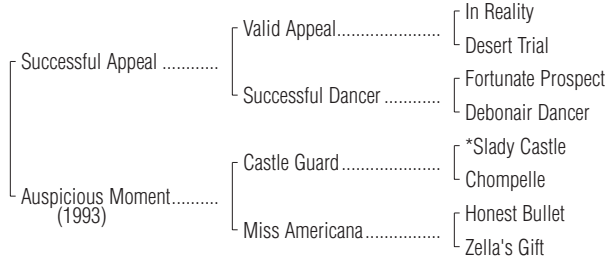 In Reality
Valid Appeal..................
Desert Trial
Successful Appeal ............
Fortunate Prospect
Successful Dancer ............
Debonair Dancer
*Slady Castle
Castle Guard ....................
Chompelle
Auspicious Moment..........
(1993)
Honest Bullet
Miss Americana................
Zella's Gift